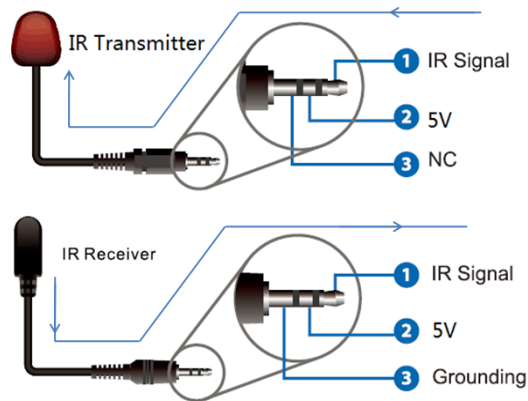 IR Transmitter
1 IR Signal
2 5V
3 NC
IR Receiver
1 IR Signal
2 5V
3 Grounding